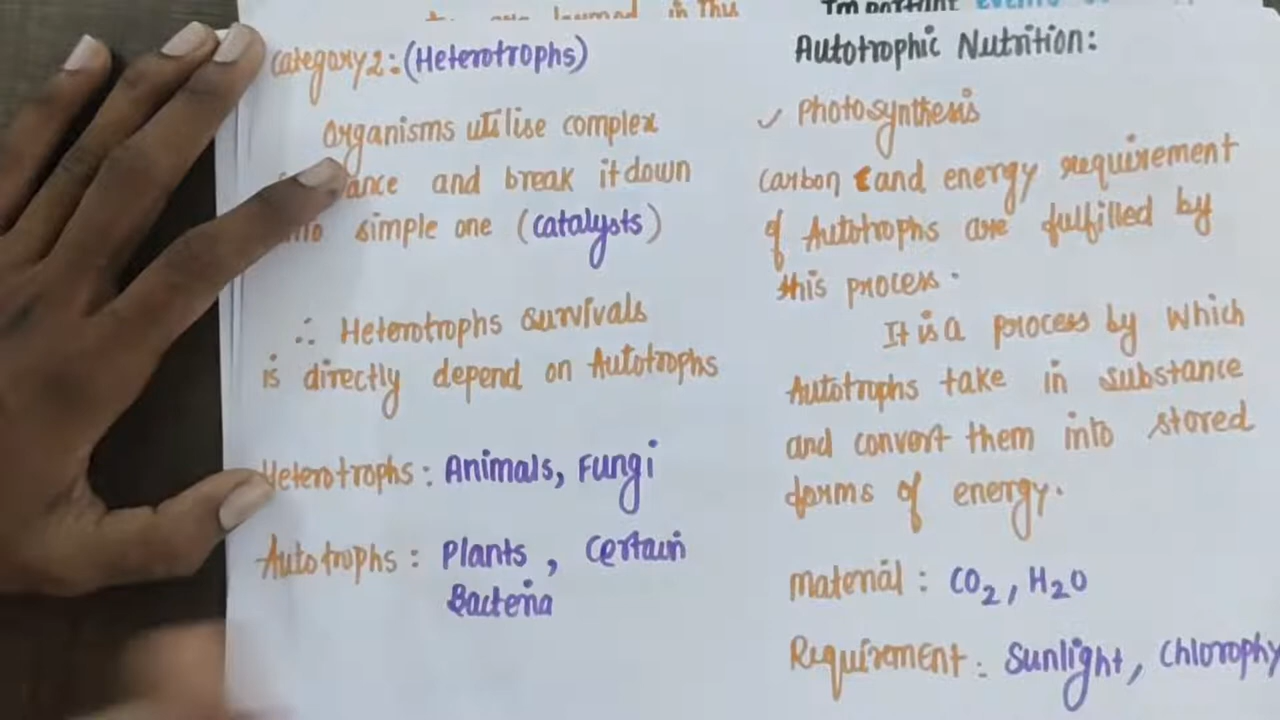 in this
Category 2: (Heterotrophs)
Organisms utilise complex
and break it down
simple one (catalysts)
∴ Heterotrophs survivals
is directly depend on Autotrophs
Heterotrophs: Animals, Fungi
Autotrophs: Plants, Certain
Bacteria
Autotrophic Nutrition:
✓ Photosynthesis
carbon and energy requirement
of Autotrophs are fulfilled by
this process.
It is a process by which
Autotrophs take in substance
and convert them into stored
forms of energy.
Material: CO2, H2O
Requirement: Sunlight, Chlorophy